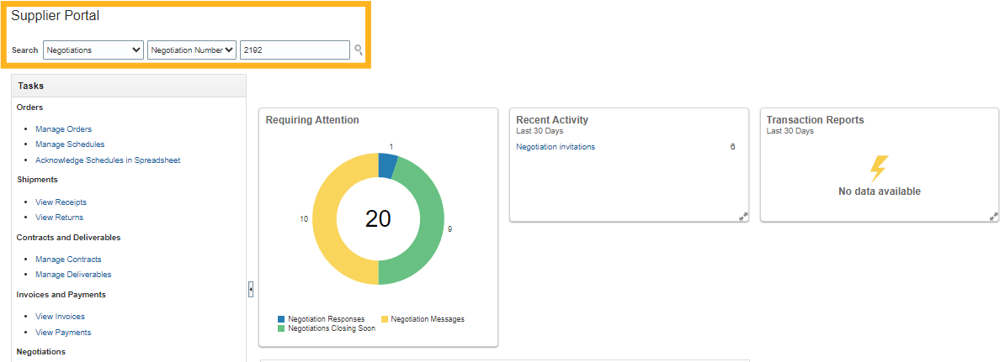 Supplier Portal
Search Negotiations Negotiation Number 2192
Tasks
Orders
Manage Orders
Manage Schedules
Acknowledge Schedules in Spreadsheet
Shipments
View Receipts
View Returns
Contracts and Deliverables
Manage Contracts
Manage Deliverables
Invoices and Payments
View Invoices
View Payments
Negotiations
Requiring Attention
1
10
20
9
Negotiation Responses
Negotiation Messages
Negotiations Closing Soon
Recent Activity
Last 30 Days
Negotiation invitations 6
Transaction Reports
Last 30 Days
No data available